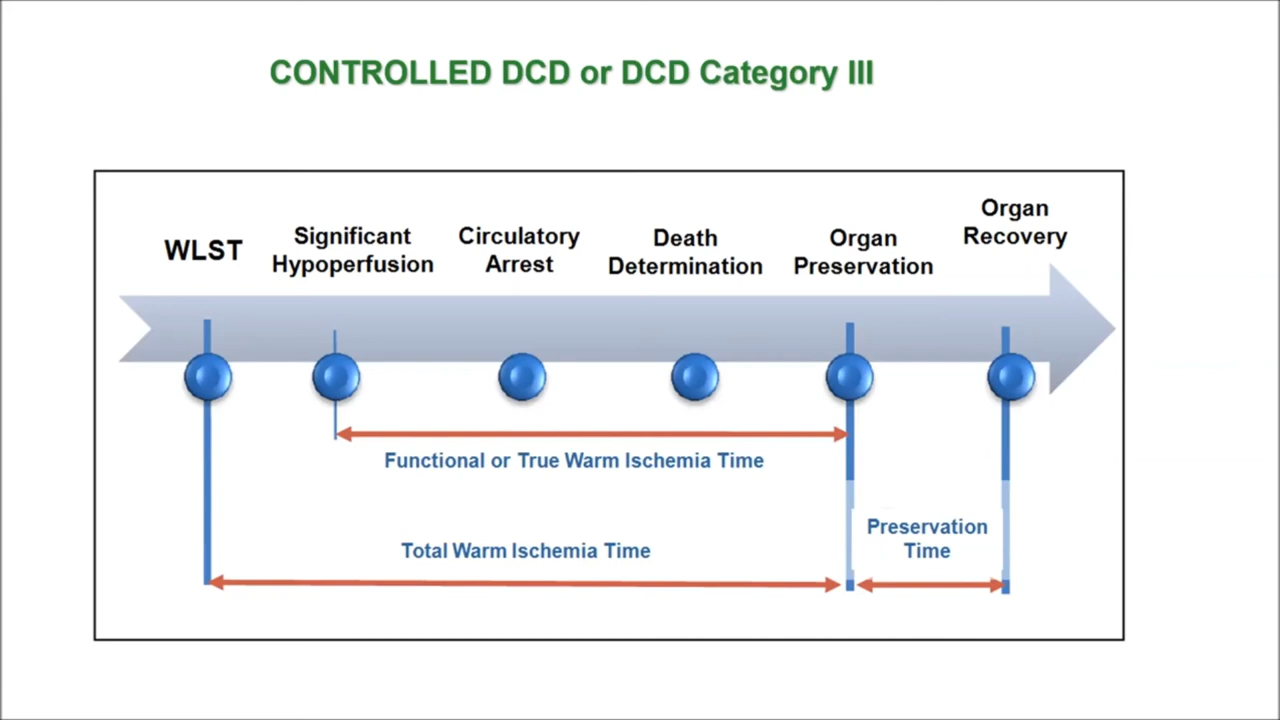 CONTROLLED DCD or DCD Category III
WLST
Significant
Hypoperfusion
Circulatory
Arrest
Death
Determination
Organ
Preservation
Organ
Recovery
Functional or True Warm Ischemia Time
Total Warm Ischemia Time
Preservation
Time